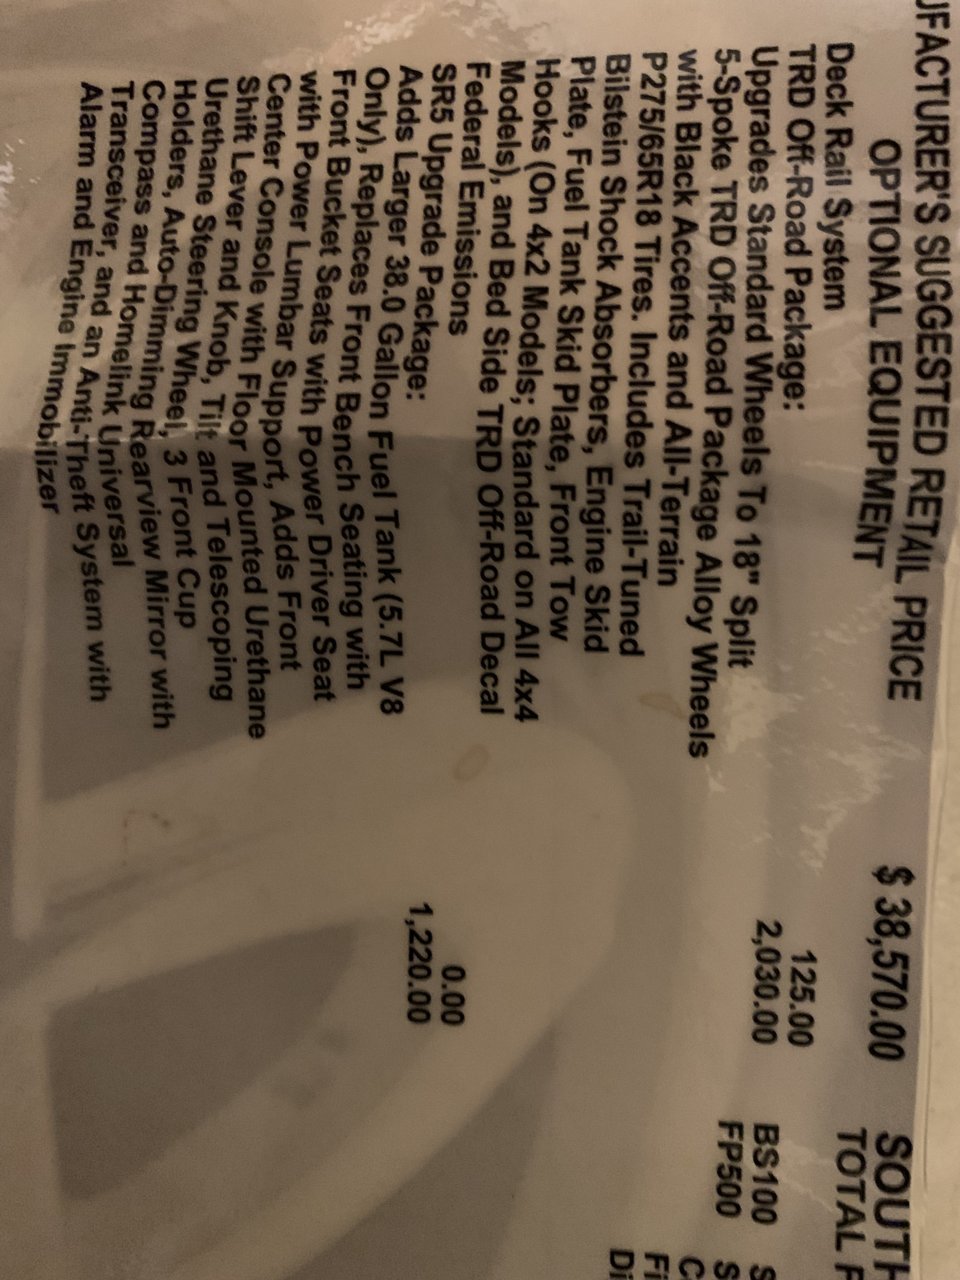 SUGGESTED RETAIL PRICE $ 38,570.00
OPTIONAL EQUIPMENT
Deck Rail System 125.00
TRD Off-Road Package: 2,030.00
Upgrades Standard Wheels To 18" Split
5-Spoke TRD Off-Road Package Alloy Wheels
with Black Accents and All-Terrain
P275/65R18 Tires. Includes Trail-Tuned
Bilstein Shock Absorbers, Engine Skid
Plate, Fuel Tank Skid Plate, Front Tow
Hooks (On 4x2 Models; Standard on All 4x4
Models), and Bed Side TRD Off-Road Decal
Federal Emissions 0.00
SR5 Upgrade Package: 1,220.00
Adds Larger 38.0 Gallon Fuel Tank (5.7L V8
Only), Replaces Front Bench Seating with
Front Bucket Seats with Power Driver Seat
with Power Lumbar Support, Adds Front
Center Console with Floor Mounted Urethane
Shift Lever and Knob, Tilt and Telescoping
Urethane Steering Wheel, 3 Front Cup
Holders, Auto-Dimming Rearview Mirror with
Compass and Homelink Universal
Transceiver, and an Anti-Theft System with
Alarm and Engine Immobilizer
TOTAL
BS100
FP500